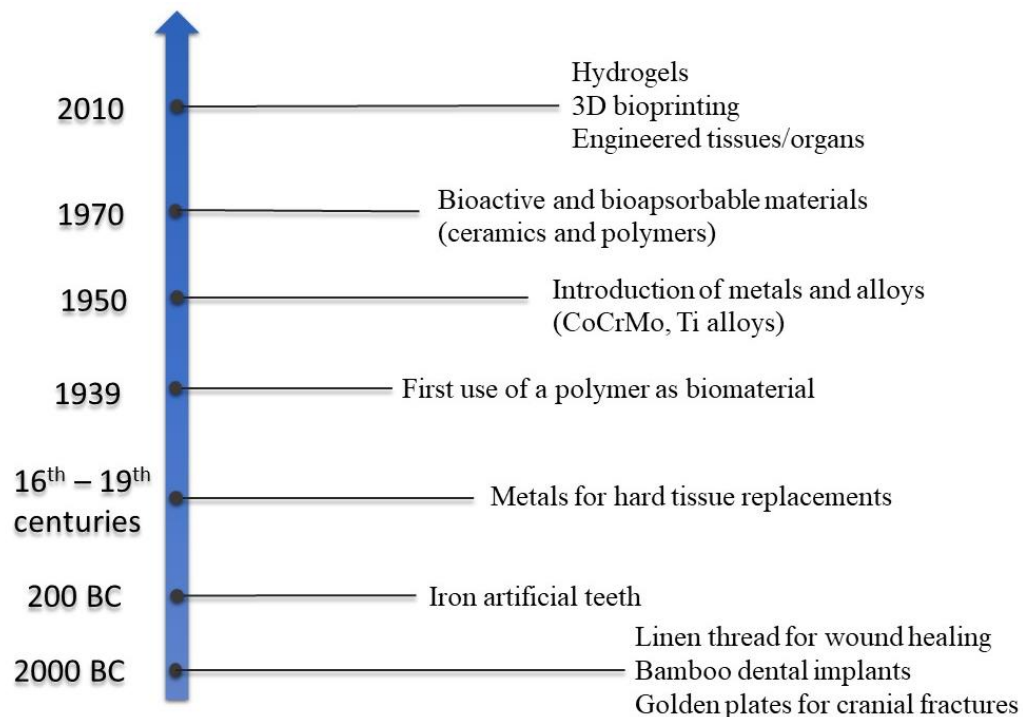 2010
Hydrogels
3D bioprinting
Engineered tissues/organs
1970
Bioactive and bioapsorbable materials
(ceramics and polymers)
1950
Introduction of metals and alloys
(CoCrMo, Ti alloys)
1939
First use of a polymer as biomaterial
16th – 19th
centuries
Metals for hard tissue replacements
200 BC
Iron artificial teeth
2000 BC
Linen thread for wound healing
Bamboo dental implants
Golden plates for cranial fractures